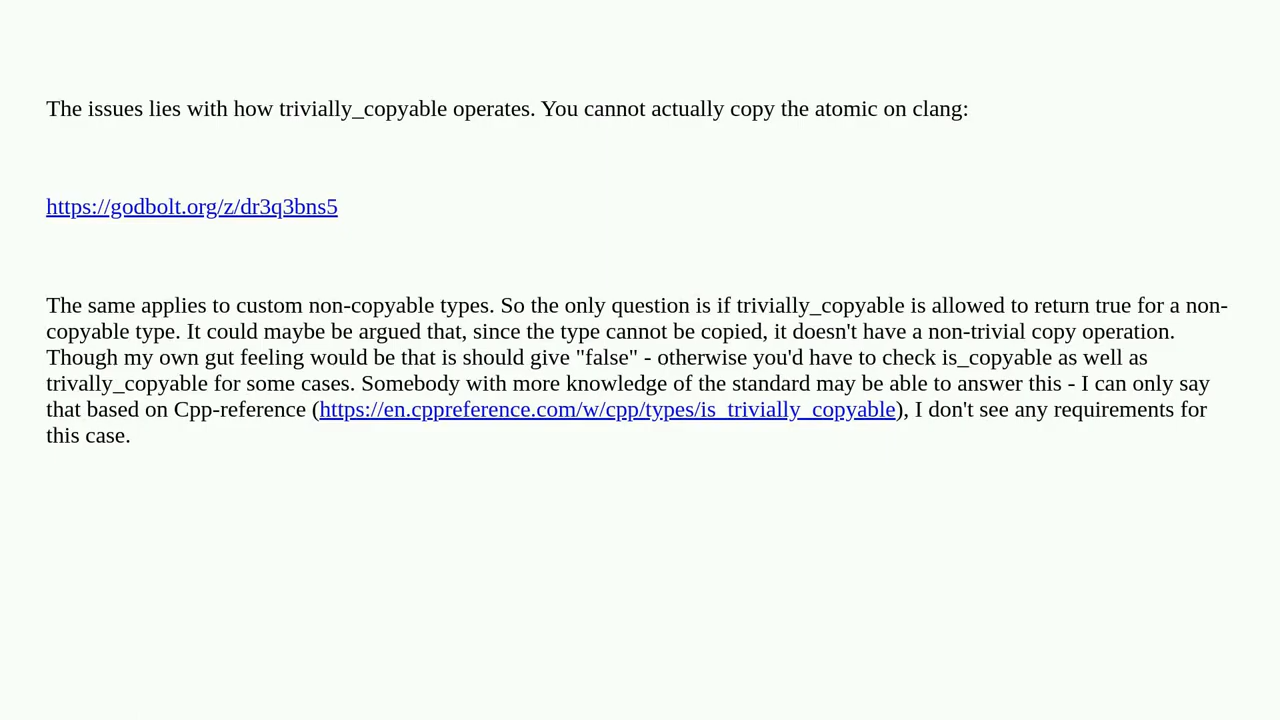 The issues lies with how trivially_copyable operates. You cannot actually copy the atomic on clang:
https://godbolt.org/z/dr3q3bns5
The same applies to custom non-copyable types. So the only question is if trivially_copyable is allowed to return true for a non-
copyable type. It could maybe be argued that, since the type cannot be copied, it doesn't have a non-trivial copy operation.
Though my own gut feeling would be that is should give "false" - otherwise you'd have to check is_copyable as well as
trivally_copyable for some cases. Somebody with more knowledge of the standard may be able to answer this - I can only say
that based on Cpp-reference (https://en.cppreference.com/w/cpp/types/is_trivially_copyable), I don't see any requirements for
this case.